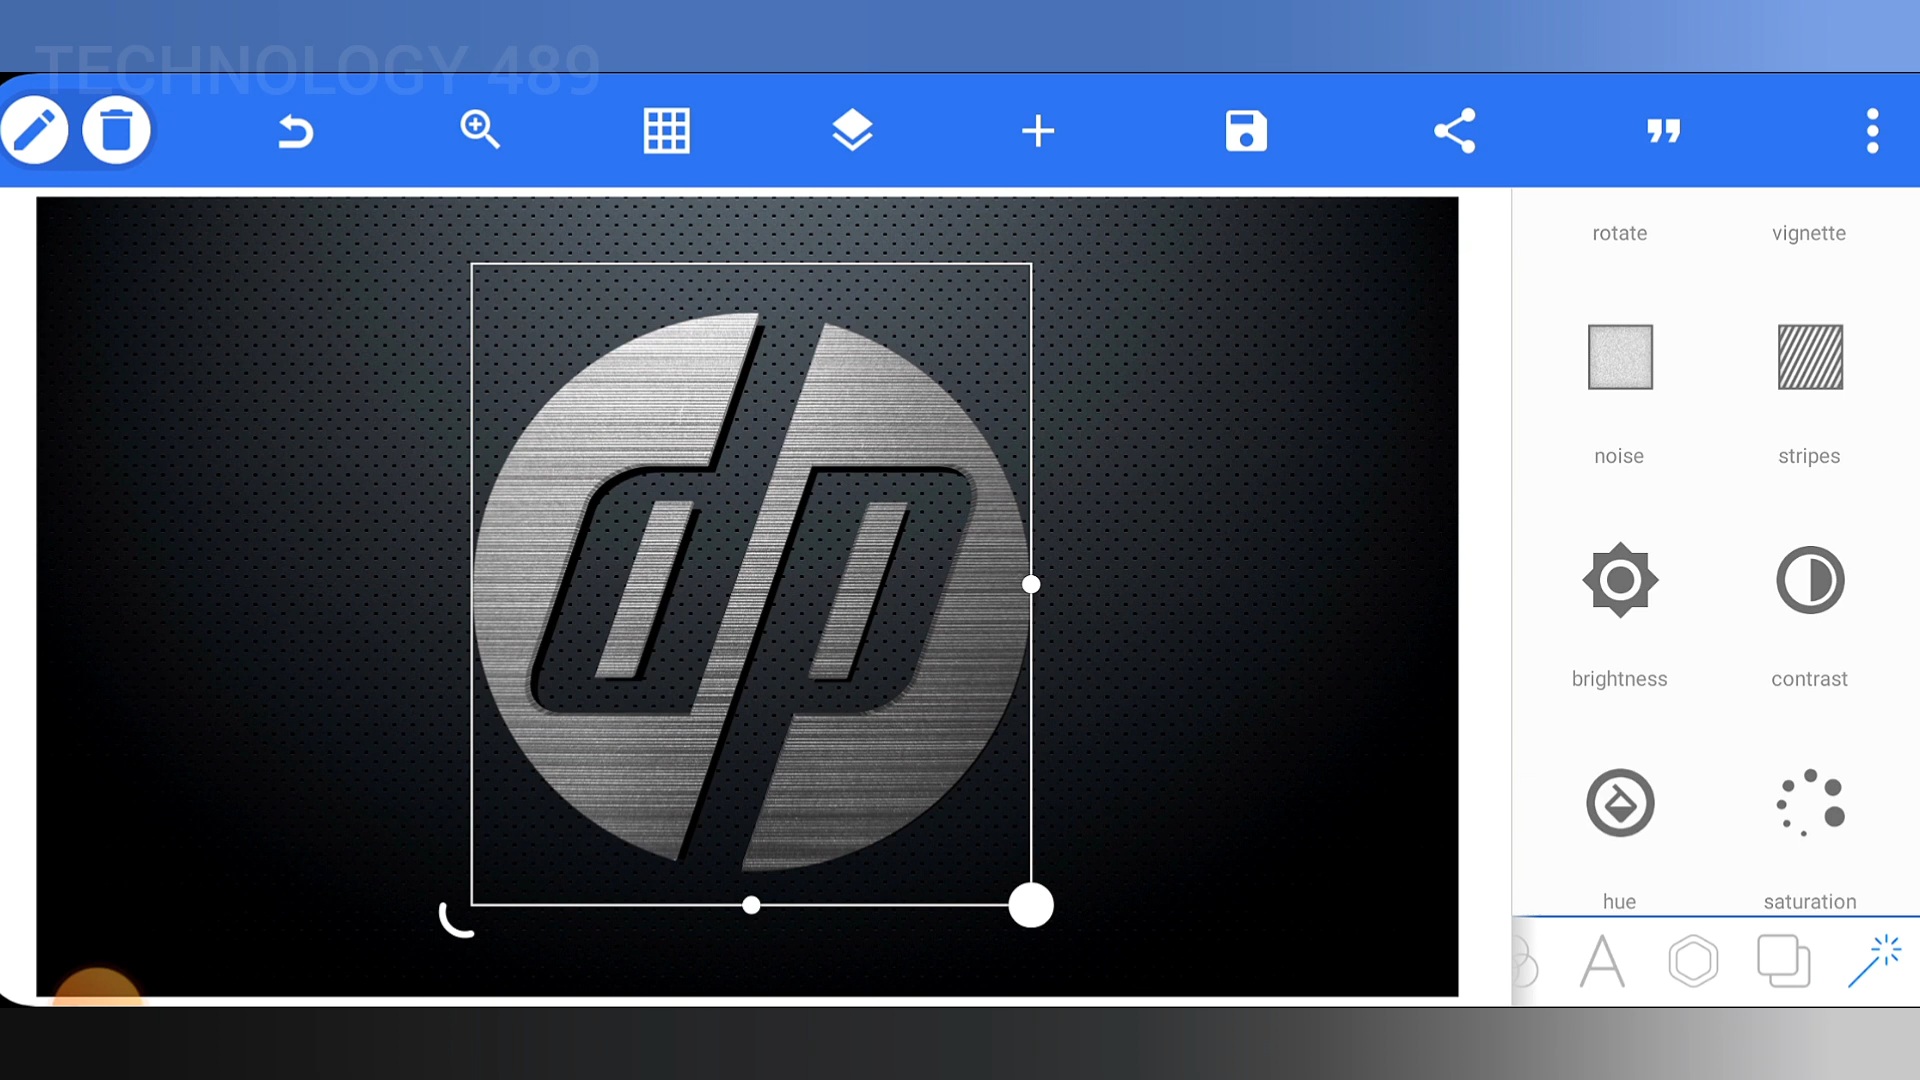 TECHNOLOGY 489
rotate
vignette
noise
stripes
brightness
contrast
hue
saturation